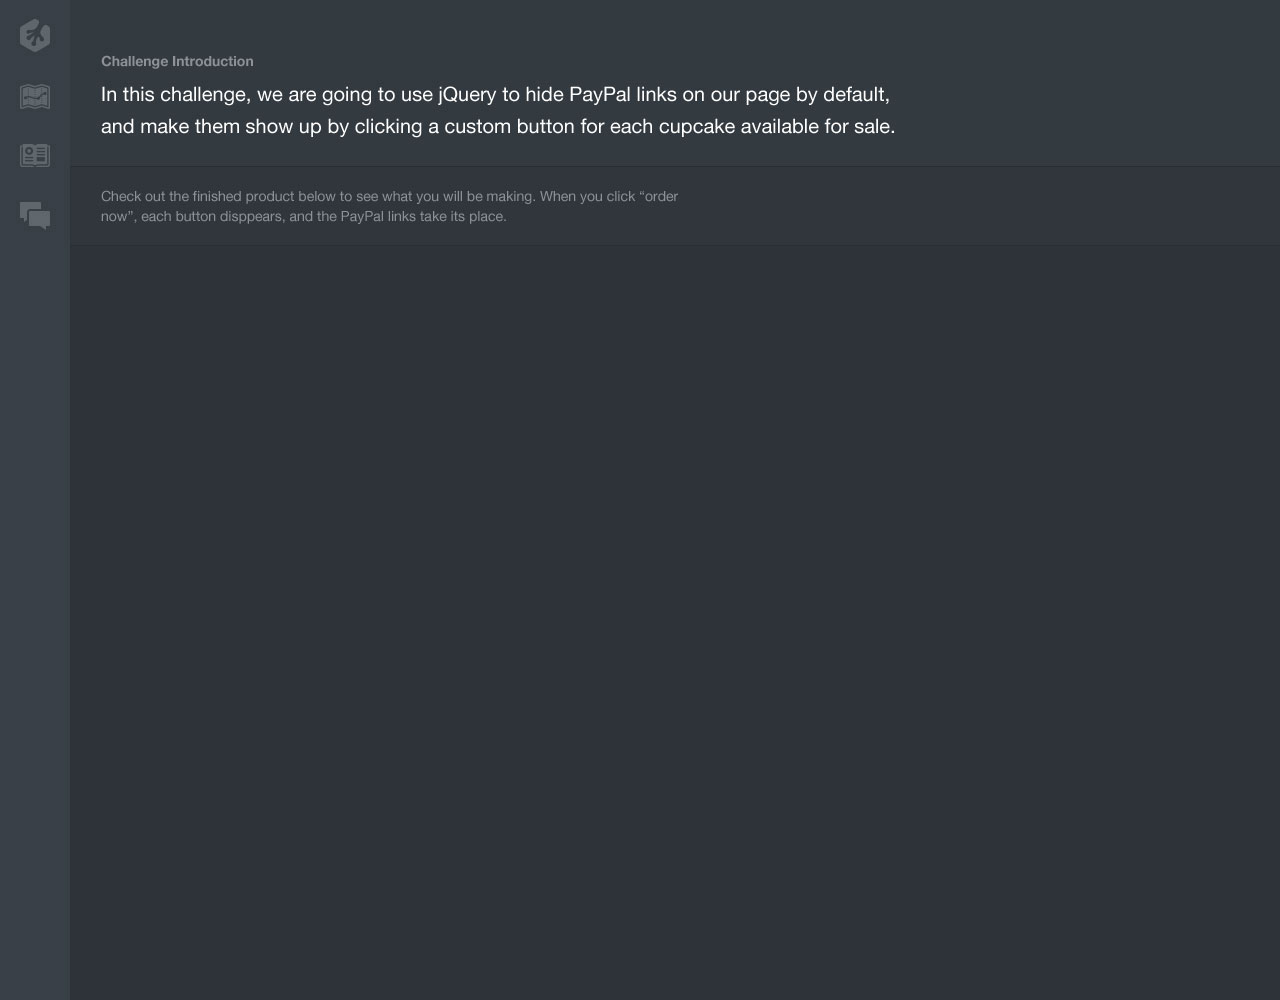 Challenge Introduction
In this challenge, we are going to use jQuery to hide PayPal links on our page by default,
and make them show up by clicking a custom button for each cupcake available for sale.
Check out the finished product below to see what you will be making. When you click “order
now”, each button disppears, and the PayPal links take its place.